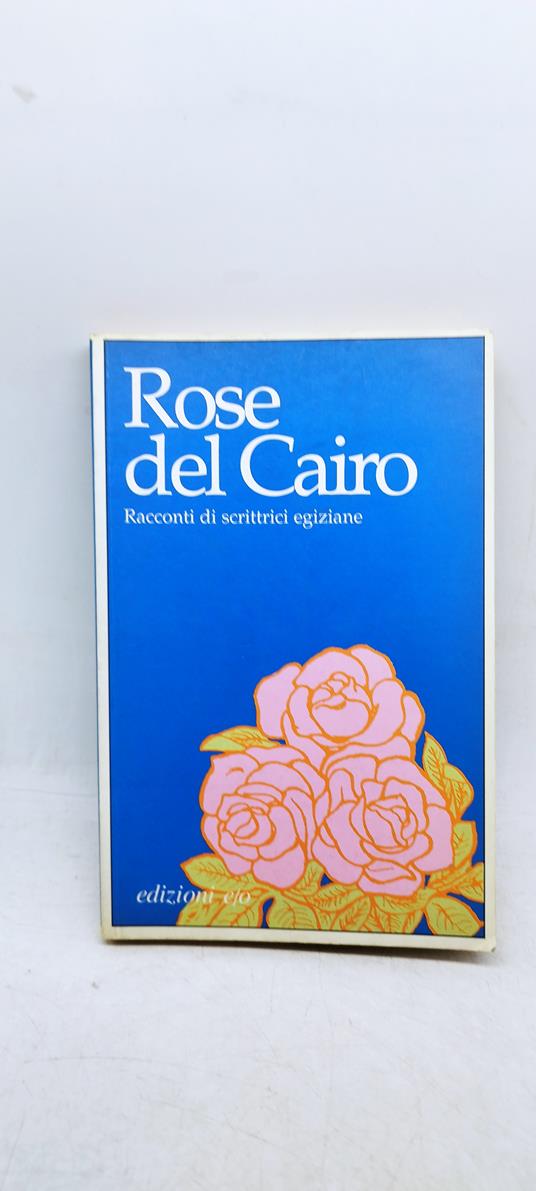 Rose
del Cairo
Racconti di scrittrici egiziane
edizioni e/o